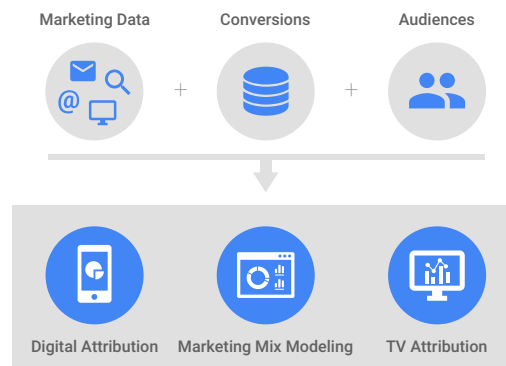 Marketing Data
Conversions
Audiences
@
+
+
Digital Attribution
Marketing Mix Modeling
TV Attribution